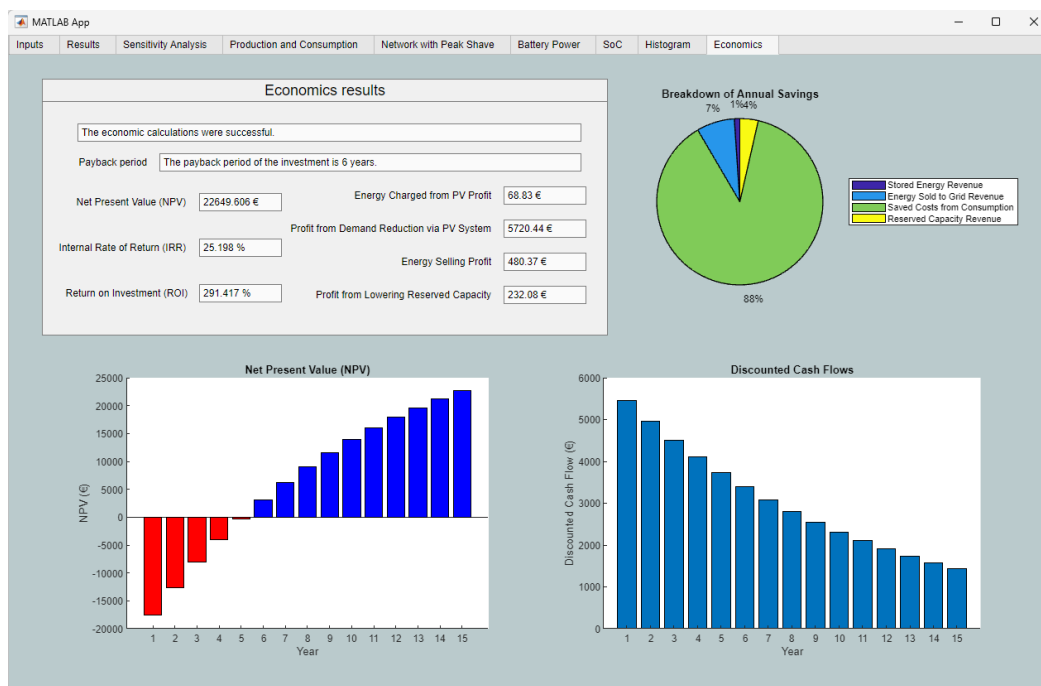 MATLAB App
Inputs Results Sensitivity Analysis Production and Consumption Network with Peak Shave Battery Power SoC Histogram Economics
Economics results
The economic calculations were successful.
Payback period The payback period of the investment is 6 years.
Net Present Value (NPV) 22649.606 €
Internal Rate of Return (IRR) 25.198 %
Return on Investment (ROI) 291.417 %
Energy Charged from PV Profit 68.83 €
Profit from Demand Reduction via PV System 5720.44 €
Energy Selling Profit 480.37 €
Profit from Lowering Reserved Capacity 232.08 €
Breakdown of Annual Savings
7% 1% 4%
88%
Stored Energy Revenue
Energy Sold to Grid Revenue
Saved Costs from Consumption
Reserved Capacity Revenue
Net Present Value (NPV)
NPV (€)
25000
20000
15000
10000
5000
0
-5000
-10000
-15000
-20000
1 2 3 4 5 6 7 8 9 10 11 12 13 14 15
Year
Discounted Cash Flows
Discounted Cash Flow (€)
6000
5000
4000
3000
2000
1000
0
1 2 3 4 5 6 7 8 9 10 11 12 13 14 15
Year